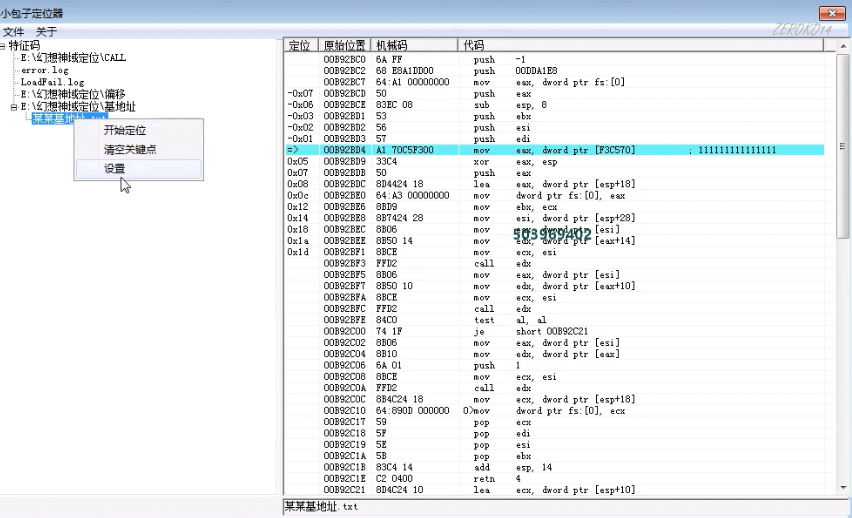 小包子定位器
文件 关于
ZEROKO14
特征码
E:\幻想神域定位\CALL
error.log
LoadFail.log
E:\幻想神域定位\偏移
E:\幻想神域定位\基地址
某某基地址.txt
开始定位
清空关键点
设置
定位 原始位置 机械码 代码
00B92BC0 6A FF push -1
00B92BC2 68 E8A1DD00 push 00DDA1E8
00B92BC7 64:A1 00000000 mov eax, dword ptr fs:[0]
-0x07 00B92BCD 50 push eax
-0x06 00B92BCE 83EC 08 sub esp, 8
-0x03 00B92BD1 53 push ebx
-0x02 00B92BD2 56 push esi
-0x01 00B92BD3 57 push edi
=> 00B92BD4 A1 70C5F300 mov eax, dword ptr [F3C570] ; 111111111111111
0x05 00B92BD9 33C4 xor eax, esp
0x07 00B92BDB 50 push eax
0x08 00B92BDC 8D4424 18 lea eax, dword ptr [esp+18]
0x0c 00B92BE0 64:A3 00000000 mov dword ptr fs:[0], eax
0x12 00B92BE6 8BD9 mov ebx, ecx
0x14 00B92BE8 8B7424 28 mov esi, dword ptr [esp+28]
0x18 00B92BEC 8B06 mov eax, dword ptr [esi]
503969402
0x1a 00B92BEE 8B50 14 mov edx, dword ptr [eax+14]
0x1d 00B92BF1 8BCE mov ecx, esi
00B92BF3 FFD2 call edx
00B92BF5 8B06 mov eax, dword ptr [esi]
00B92BF7 8B50 10 mov edx, dword ptr [eax+10]
00B92BFA 8BCE mov ecx, esi
00B92BFC FFD2 call edx
00B92BFE 84C0 test al, al
00B92C00 74 1F je short 00B92C21
00B92C02 8B06 mov eax, dword ptr [esi]
00B92C04 8B10 mov edx, dword ptr [eax]
00B92C06 6A 01 push 1
00B92C08 8BCE mov ecx, esi
00B92C0A FFD2 call edx
00B92C0C 8B4C24 18 mov ecx, dword ptr [esp+18]
00B92C10 64:890D 000000 0>mov dword ptr fs:[0], ecx
00B92C17 59 pop ecx
00B92C18 5F pop edi
00B92C19 5E pop esi
00B92C1A 5B pop ebx
00B92C1B 83C4 14 add esp, 14
00B92C1E C2 0400 retn 4
00B92C21 8D4C24 10 lea ecx, dword ptr [esp+10]
某某基地址.txt